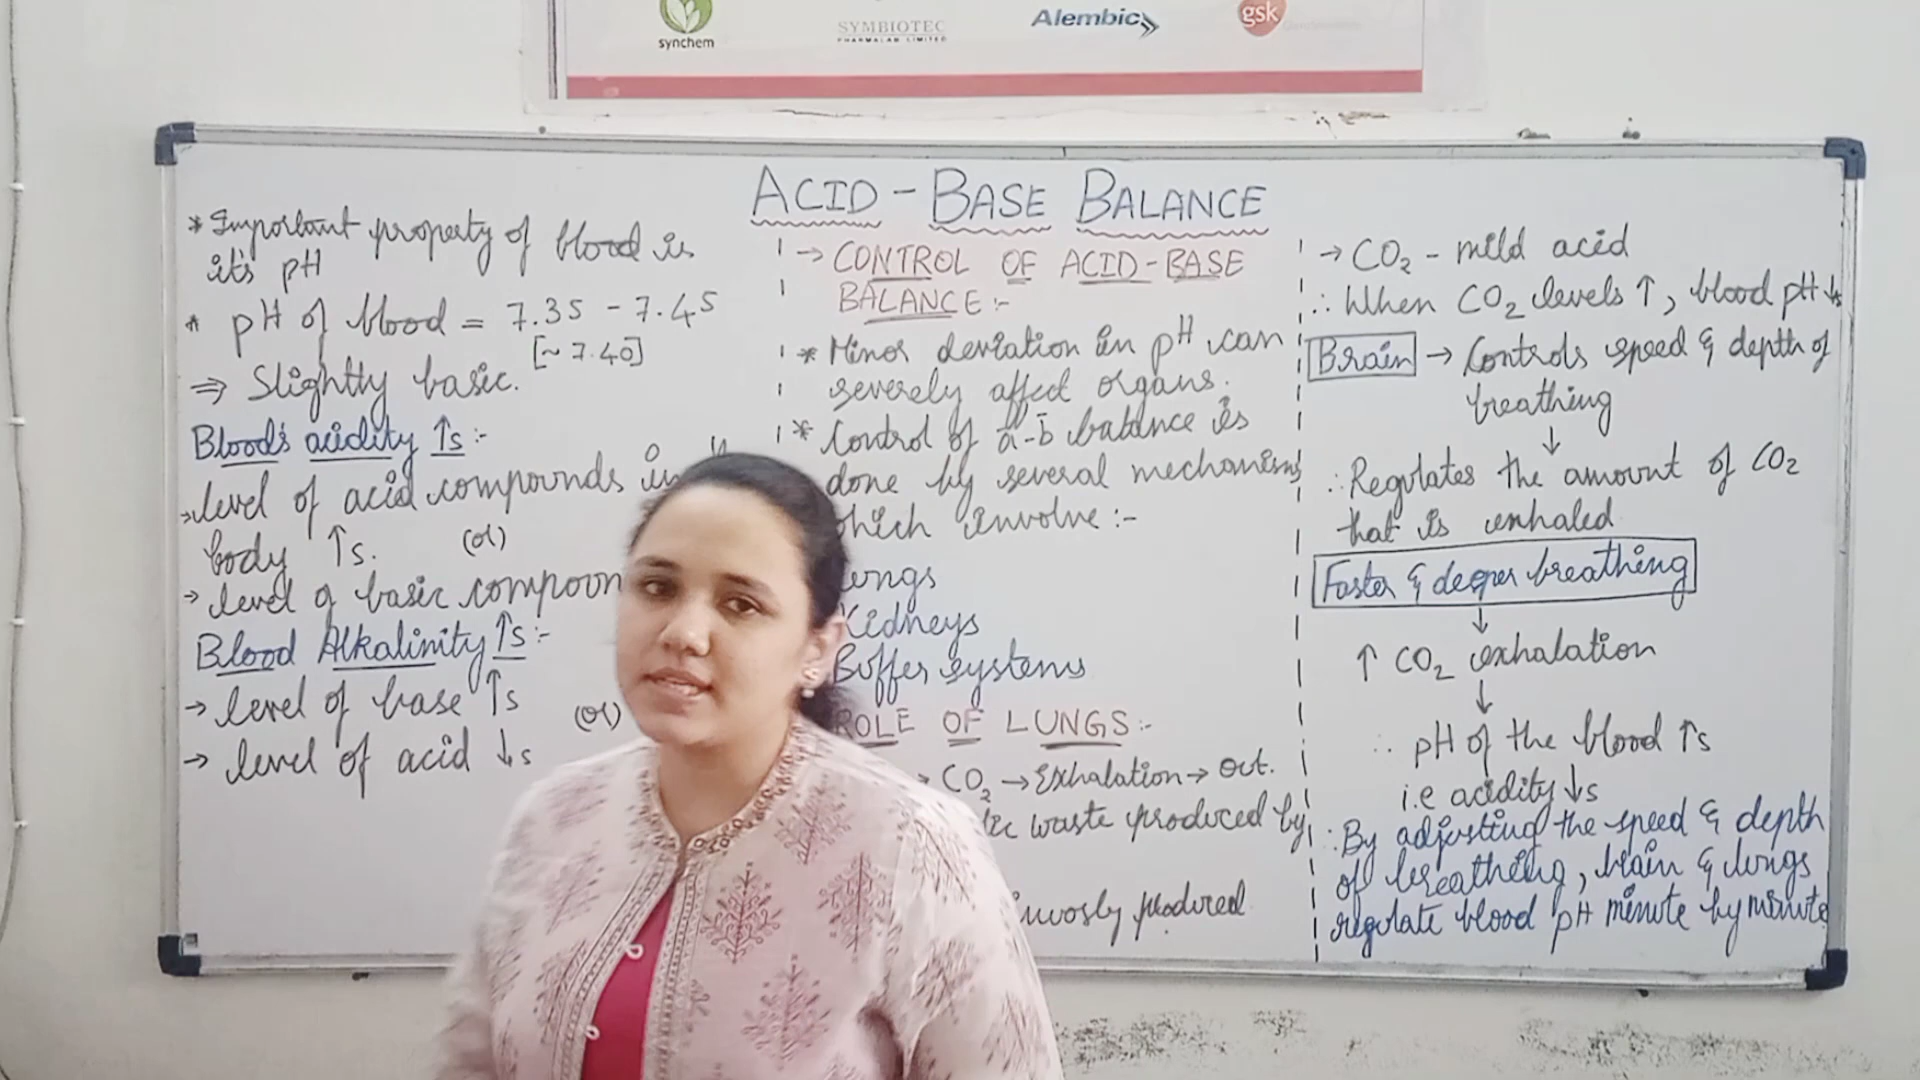 synchem
SYMBIOTEC
PHARMALAB LIMITED
Alembic
gsk
ACID-BASE BALANCE
* Important property of blood is
it's pH
* pH of blood = 7.35 - 7.45
[~ 7.40]
⇒ Slightly basic.
Blood's acidity ↑s :-
→ level of acid compounds in
body ↑s. (or)
→ level of basic
Blood Alkalinity ↑s :-
→ level of base ↑s (or)
→ level of acid ↓s
→ CONTROL OF ACID-BASE
BALANCE :-
* Minor deviation in pH can
severely affect organs.
* Control of a-b balance is
done by several mechanisms
which involve :-
Lungs
Kidneys
Buffer systems
ROLE OF LUNGS :-
CO₂ → Exhalation → Out.
waste produced by
produced
→ CO₂ - mild acid
∴ When CO₂ levels ↑, blood pH ↓s
Brain → Controls speed & depth of
breathing
↓
∴ Regulates the amount of CO₂
that is exhaled
Faster & deeper breathing
↓
↑ CO₂ exhalation
↓
∴ pH of the blood ↑s
i.e acidity ↓s
∴ By adjusting the speed & depth
of breathing, brain & lungs
regulate blood pH minute by minute